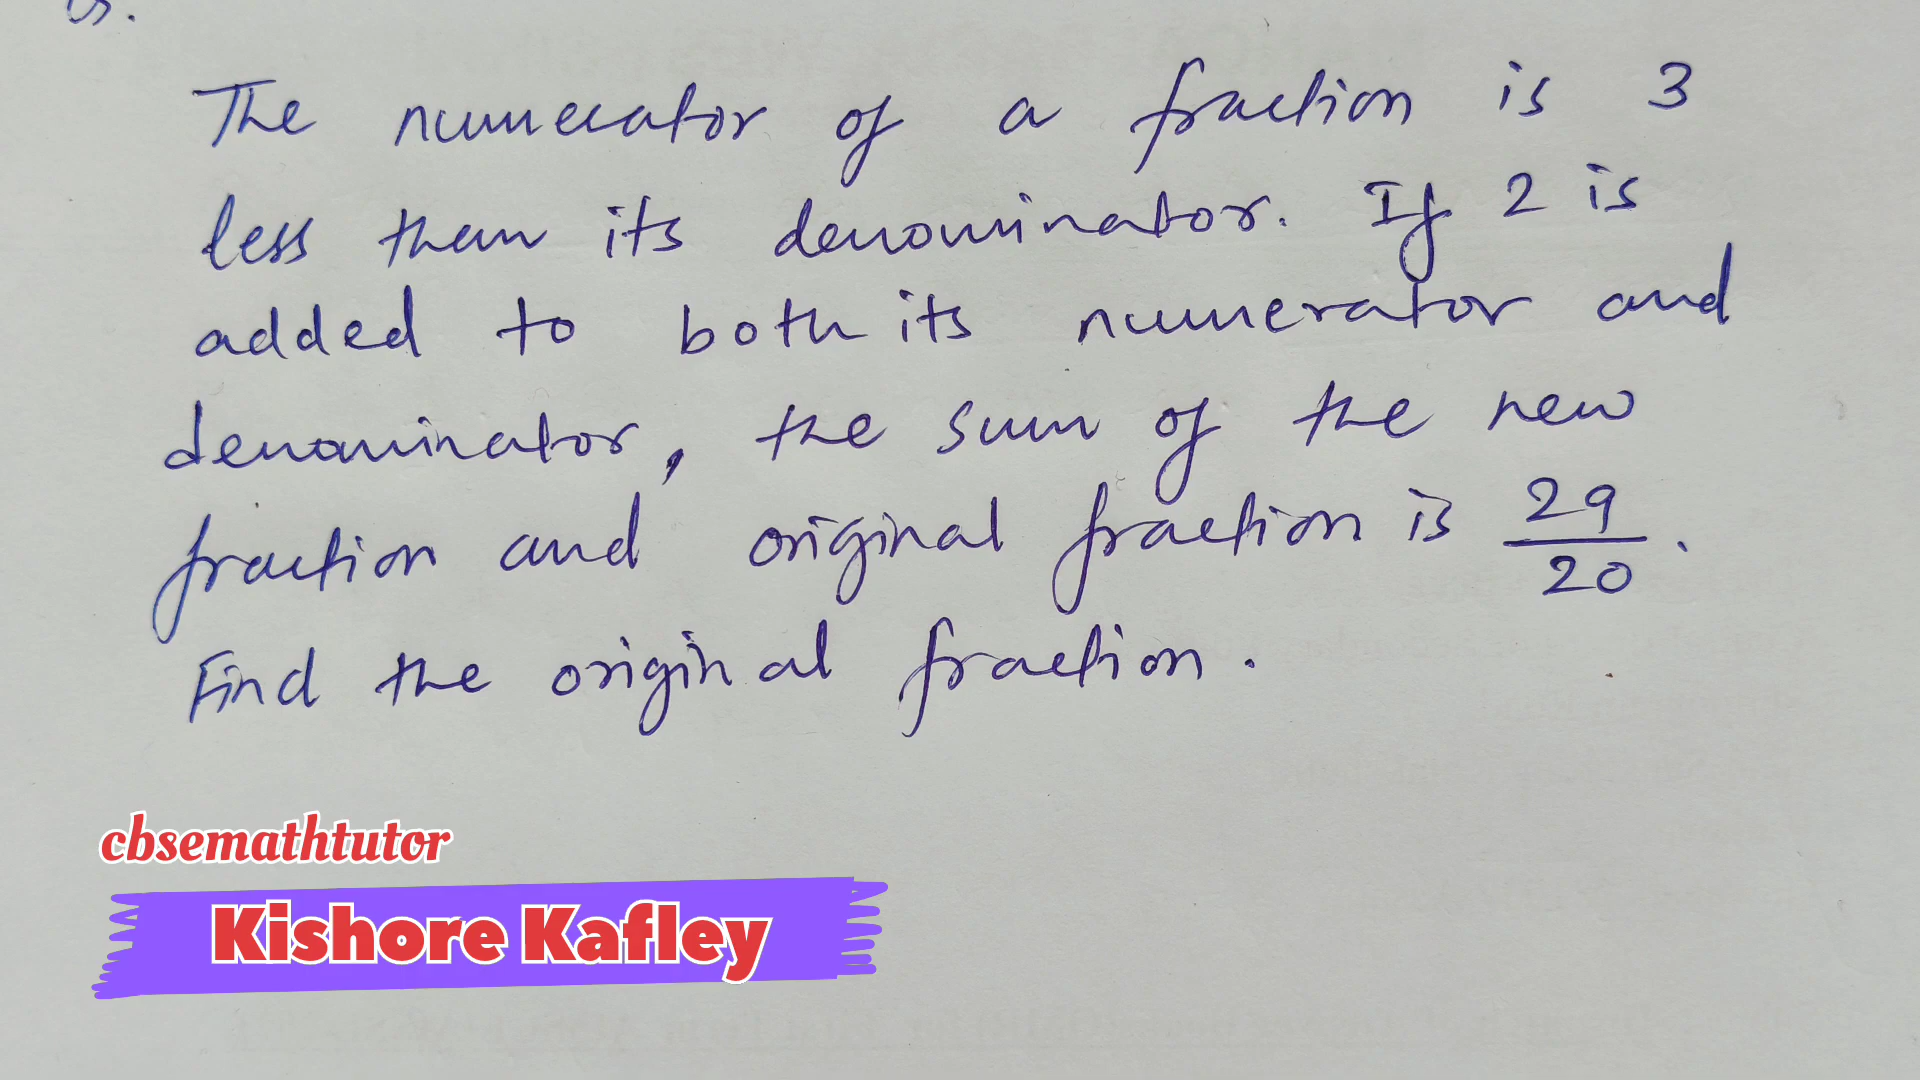 The numerator of a fraction is 3
less than its denominator. If 2 is
added to both its numerator and
denominator, the sum of the new
fraction and original fraction is 29/20.
Find the original fraction.
cbsemathtutor
Kishore Kafley